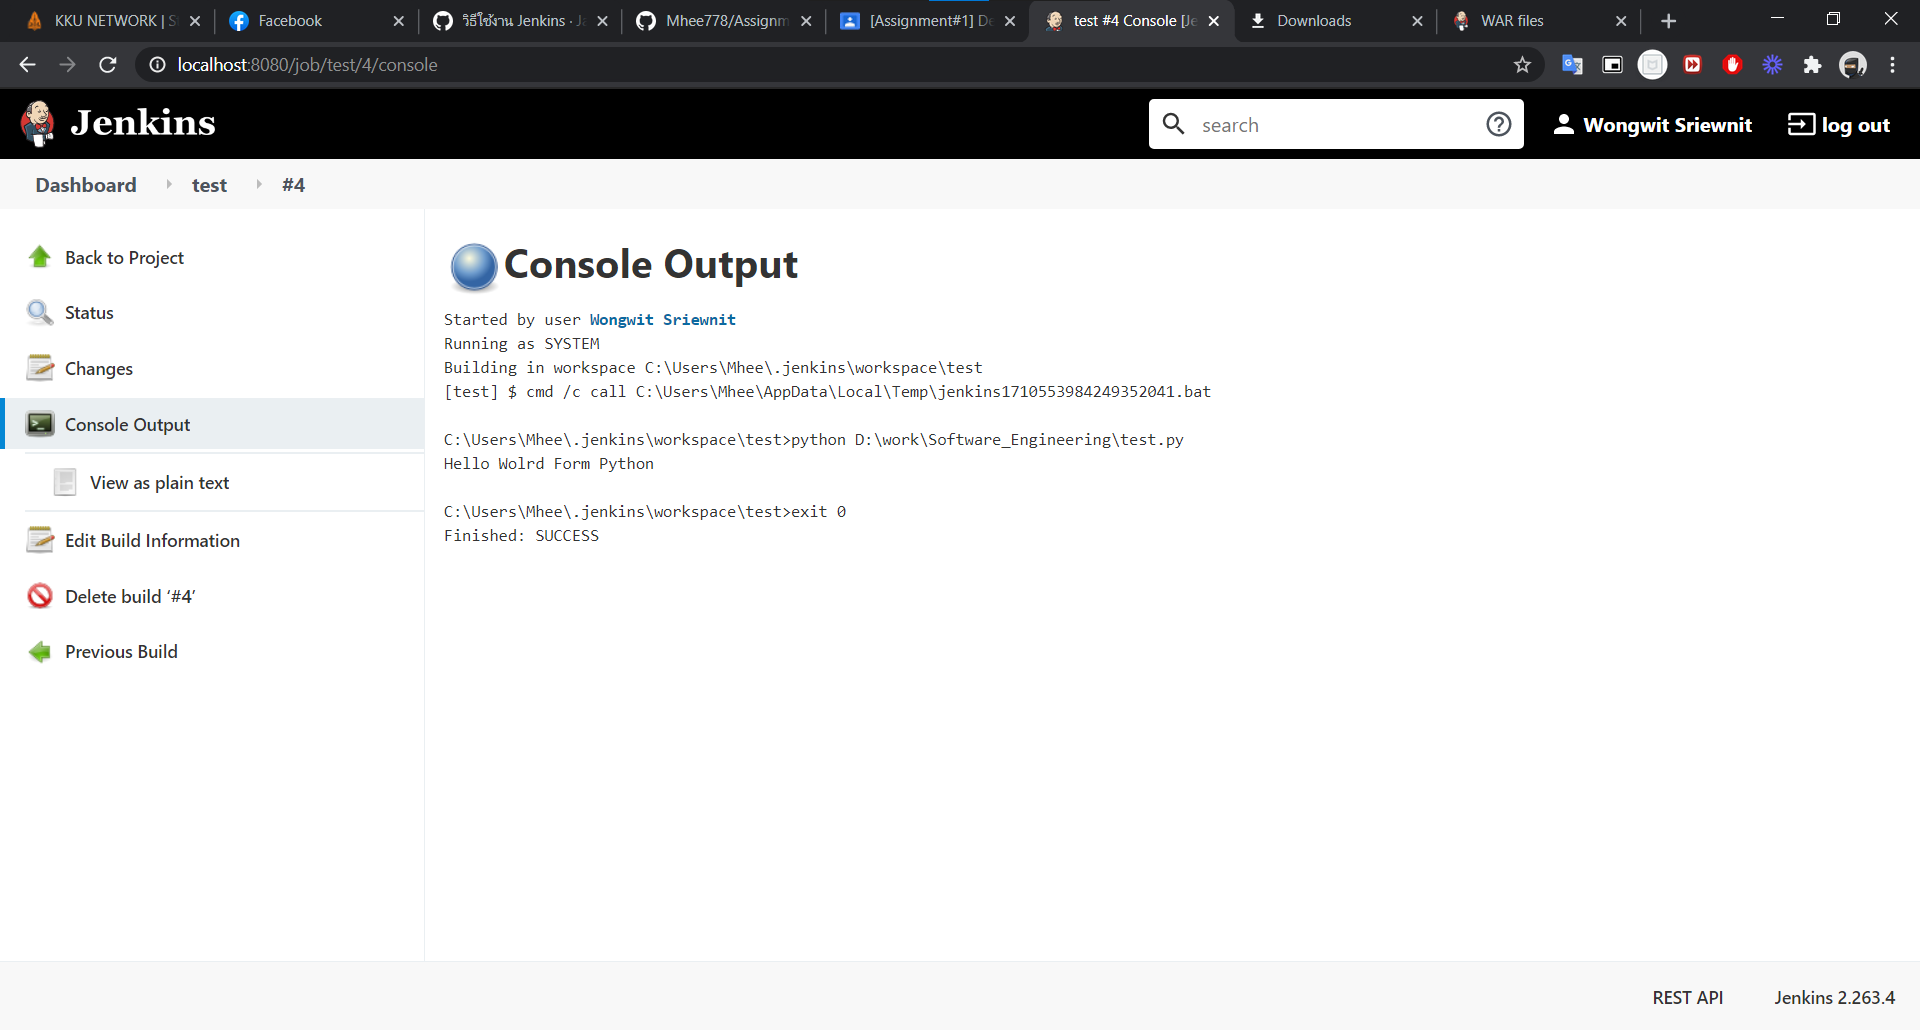 KKU NETWORK | S
Facebook
วิธีใช้งาน Jenkins · Ja
Mhee778/Assignm
[Assignment#1] De
test #4 Console [Je
Downloads
WAR files
localhost:8080/job/test/4/console
Jenkins
search
Wongwit Sriewnit
log out
Dashboard
test
#4
Back to Project
Status
Changes
Console Output
View as plain text
Edit Build Information
Delete build ‘#4’
Previous Build
Console Output
Started by user Wongwit Sriewnit
Running as SYSTEM
Building in workspace C:\Users\Mhee\.jenkins\workspace\test
[test] $ cmd /c call C:\Users\Mhee\AppData\Local\Temp\jenkins1710553984249352041.bat
C:\Users\Mhee\.jenkins\workspace\test>python D:\work\Software_Engineering\test.py
Hello Wolrd Form Python
C:\Users\Mhee\.jenkins\workspace\test>exit 0
Finished: SUCCESS
REST API
Jenkins 2.263.4